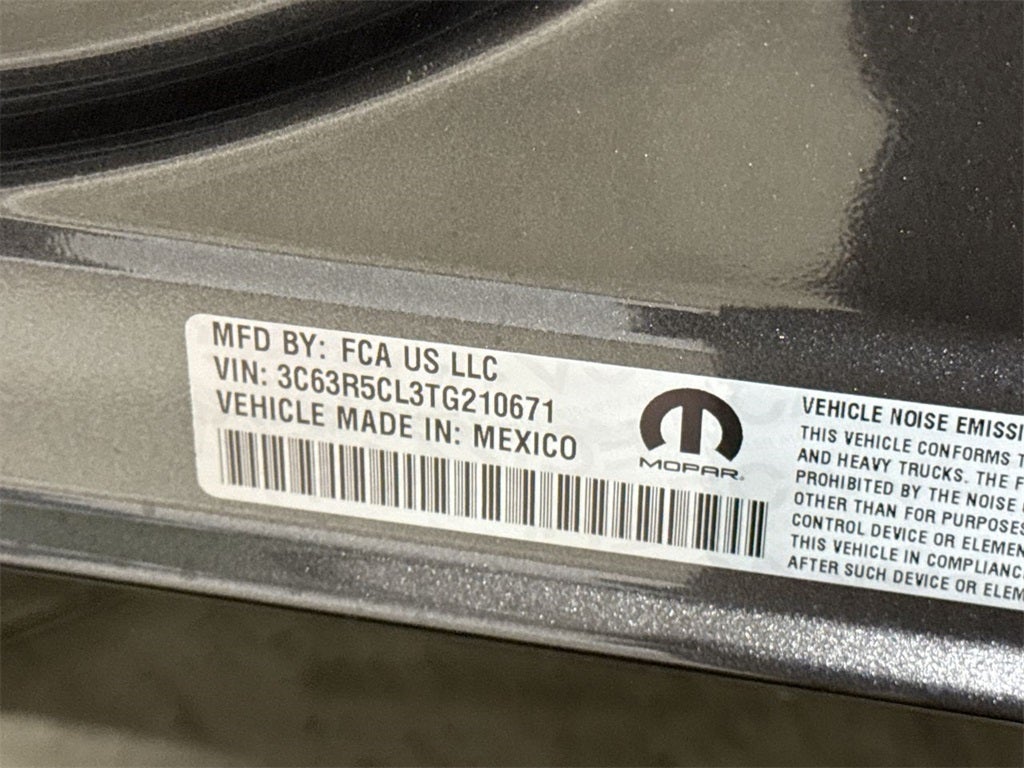 MFD BY: FCA US LLC
VIN: 3C63R5CL3TG210671
VEHICLE MADE IN: MEXICO
MOPAR
VEHICLE NOISE EMISSI
THIS VEHICLE CONFORMS T
AND HEAVY TRUCKS. THE F
PROHIBITED BY THE NOISE
OTHER THAN FOR PURPOSES
CONTROL DEVICE OR ELEMEN
THIS VEHICLE IN COMPLIANC
AFTER SUCH DEVICE OR ELEM